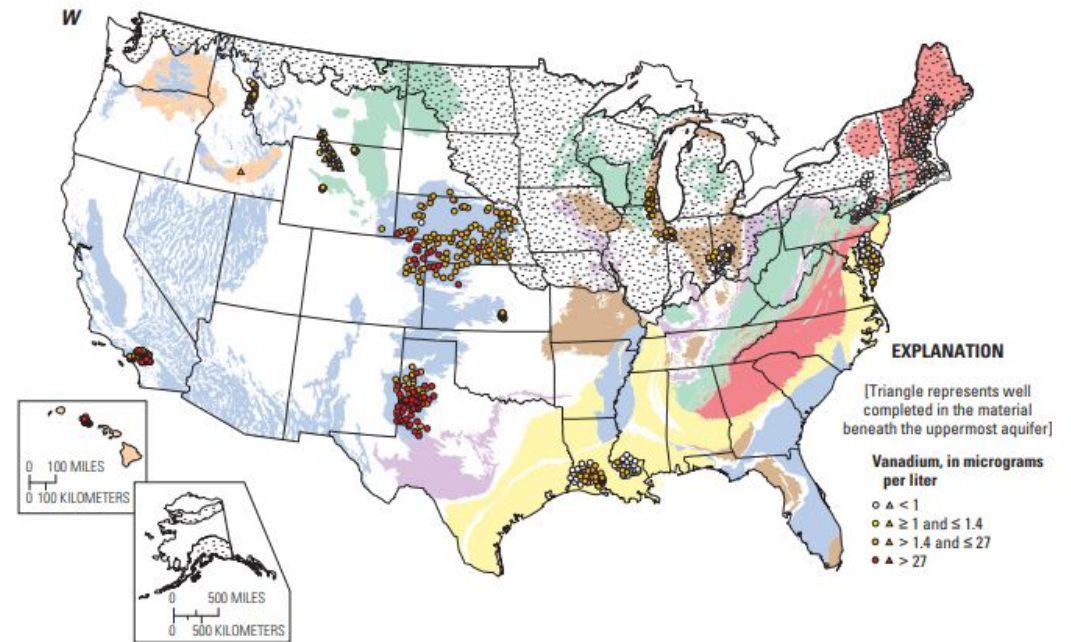 W
EXPLANATION
[Triangle represents well
completed in the material
beneath the uppermost aquifer]
Vanadium, in micrograms
per liter
< 1
≥ 1 and ≤ 1.4
> 1.4 and ≤ 27
> 27
0 100 MILES
0 100 KILOMETERS
0 500 MILES
0 500 KILOMETERS